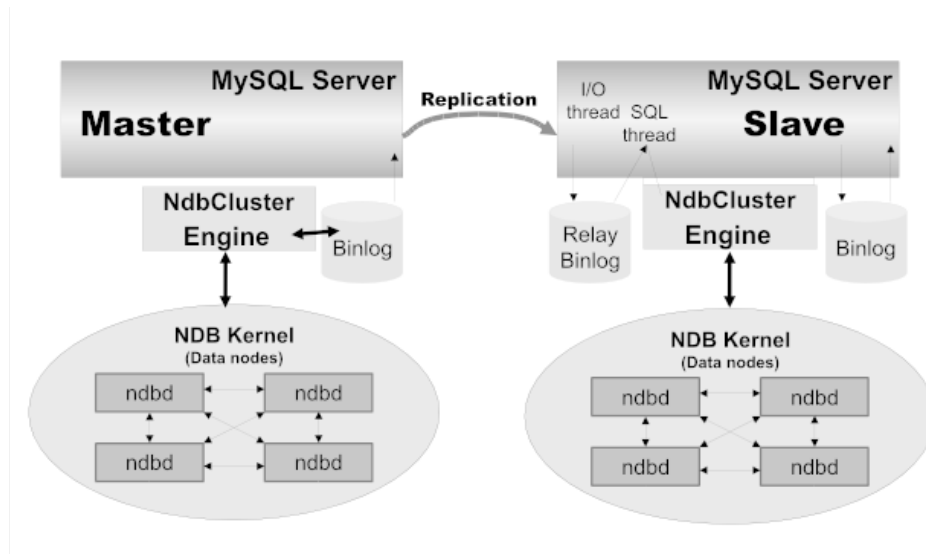 MySQL Server
Master
Replication
MySQL Server
I/O
thread
SQL
thread
Slave
NdbCluster
Engine
Binlog
Relay
Binlog
NdbCluster
Engine
Binlog
NDB Kernel
(Data nodes)
ndbd
ndbd
ndbd
ndbd
NDB Kernel
(Data nodes)
ndbd
ndbd
ndbd
ndbd